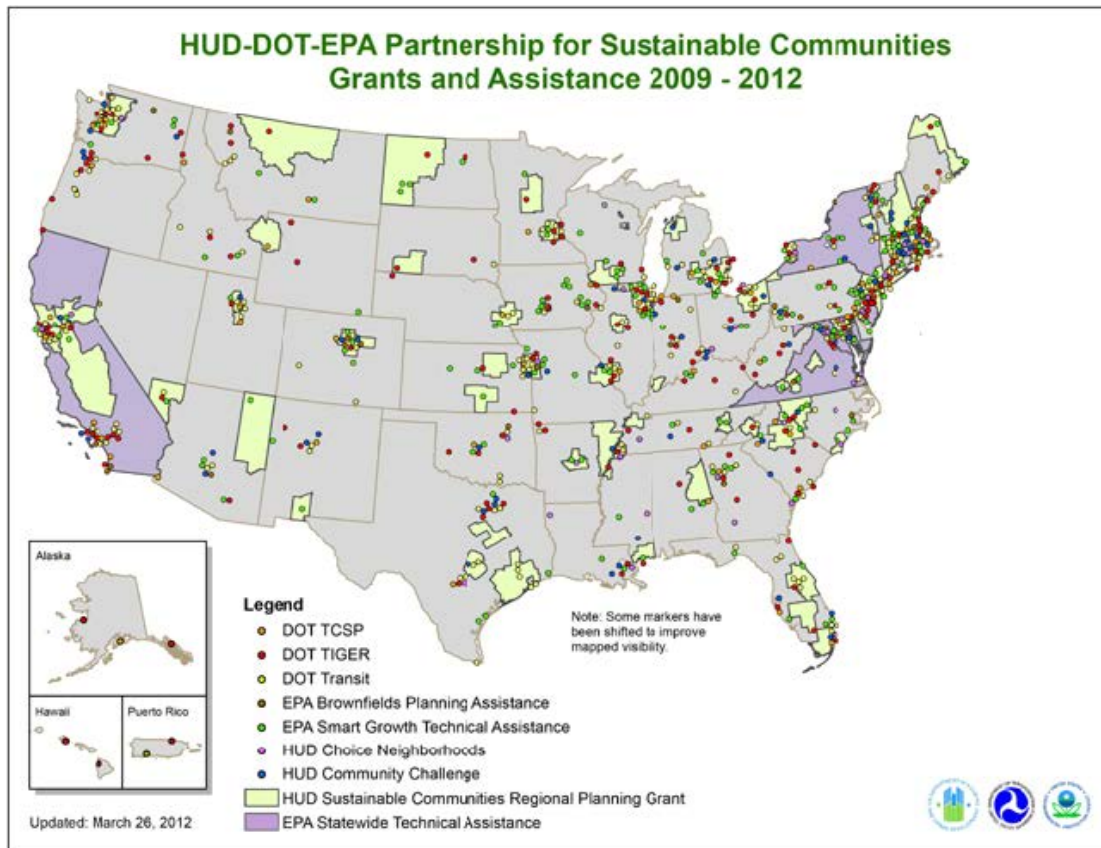 HUD-DOT-EPA Partnership for Sustainable Communities
Grants and Assistance 2009 - 2012
Alaska
Hawaii
Puerto Rico
Updated: March 26, 2012
Legend
DOT TCSP
DOT TIGER
DOT Transit
EPA Brownfields Planning Assistance
EPA Smart Growth Technical Assistance
HUD Choice Neighborhoods
HUD Community Challenge
HUD Sustainable Communities Regional Planning Grant
EPA Statewide Technical Assistance
Note: Some markers have
been shifted to improve
mapped visibility.